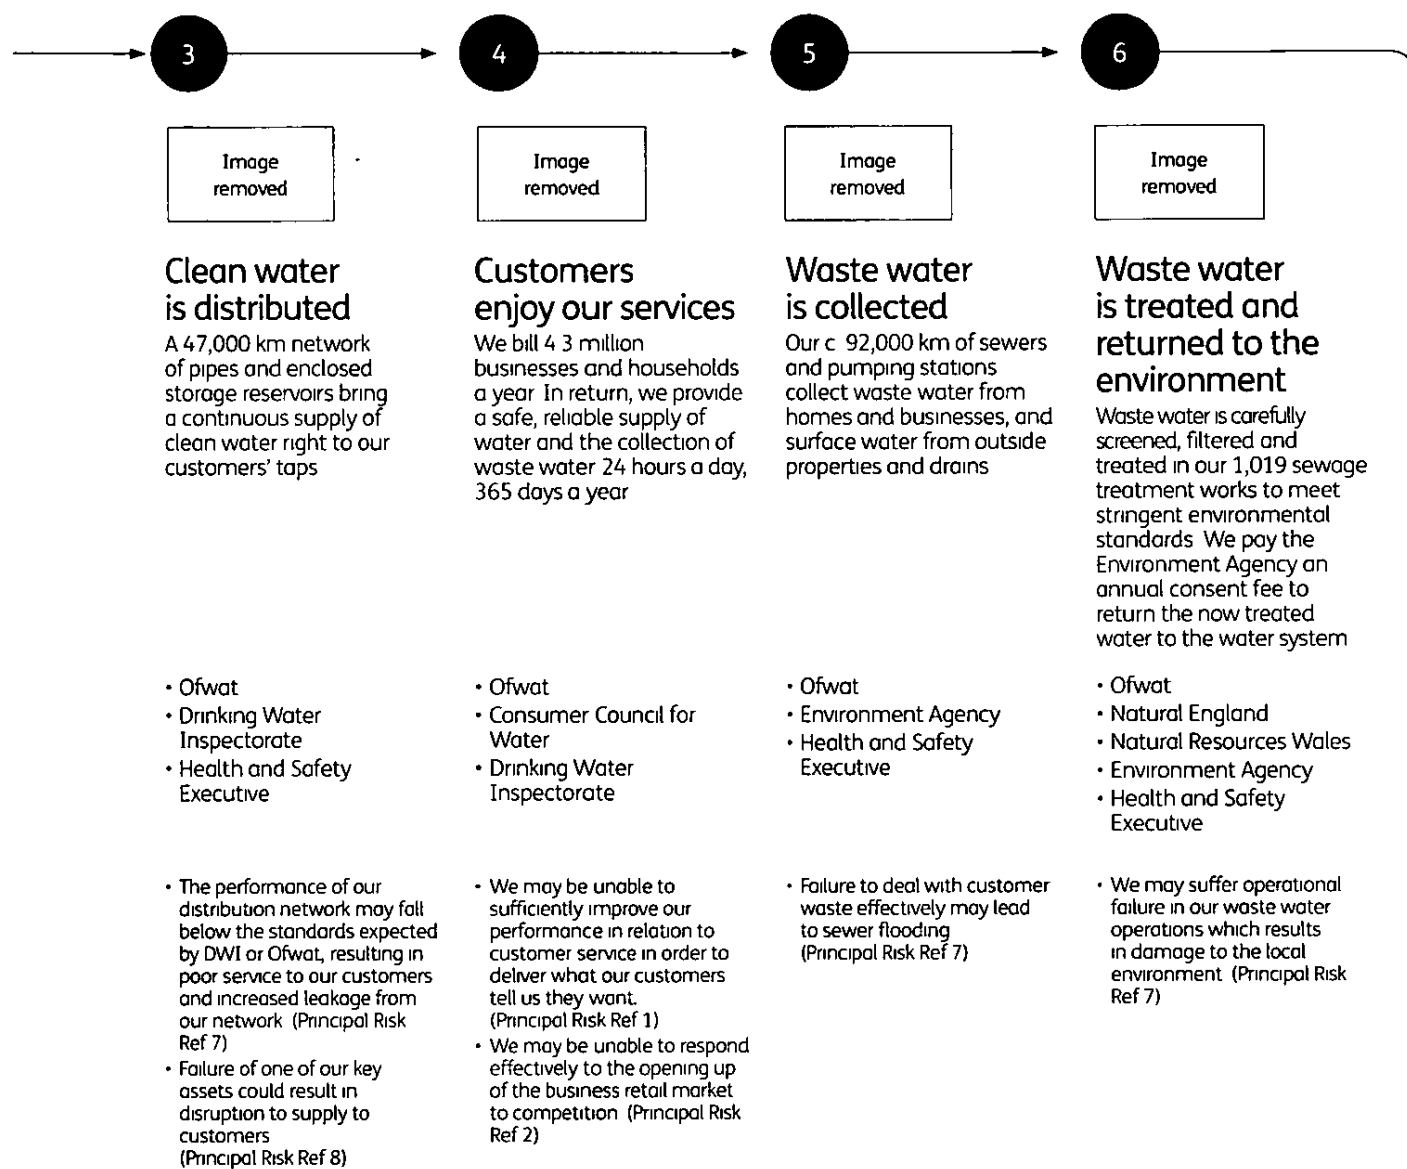 3
4
5
6
Image
removed
Image
removed
Image
removed
Image
removed
Clean water
is distributed
A 47,000 km network
of pipes and enclosed
storage reservoirs bring
a continuous supply of
clean water right to our
customers' taps
Customers
enjoy our services
We bill 4 3 million
businesses and households
a year In return, we provide
a safe, reliable supply of
water and the collection of
waste water 24 hours a day,
365 days a year
Waste water
is collected
Our c 92,000 km of sewers
and pumping stations
collect waste water from
homes and businesses, and
surface water from outside
properties and drains
Waste water
is treated and
returned to the
environment
Waste water is carefully
screened, filtered and
treated in our 1,019 sewage
treatment works to meet
stringent environmental
standards We pay the
Environment Agency an
annual consent fee to
return the now treated
water to the water system
• Ofwat
• Drinking Water
Inspectorate
• Health and Safety
Executive
• Ofwat
• Consumer Council for
Water
• Drinking Water
Inspectorate
• Ofwat
• Environment Agency
• Health and Safety
Executive
• Ofwat
• Natural England
• Natural Resources Wales
• Environment Agency
• Health and Safety
Executive
• The performance of our
distribution network may fall
below the standards expected
by DWI or Ofwat, resulting in
poor service to our customers
and increased leakage from
our network (Principal Risk
Ref 7)
• Failure of one of our key
assets could result in
disruption to supply to
customers
(Principal Risk Ref 8)
• We may be unable to
sufficiently improve our
performance in relation to
customer service in order to
deliver what our customers
tell us they want.
(Principal Risk Ref 1)
• We may be unable to respond
effectively to the opening up
of the business retail market
to competition (Principal Risk
Ref 2)
• Failure to deal with customer
waste effectively may lead
to sewer flooding
(Principal Risk Ref 7)
• We may suffer operational
failure in our waste water
operations which results
in damage to the local
environment (Principal Risk
Ref 7)